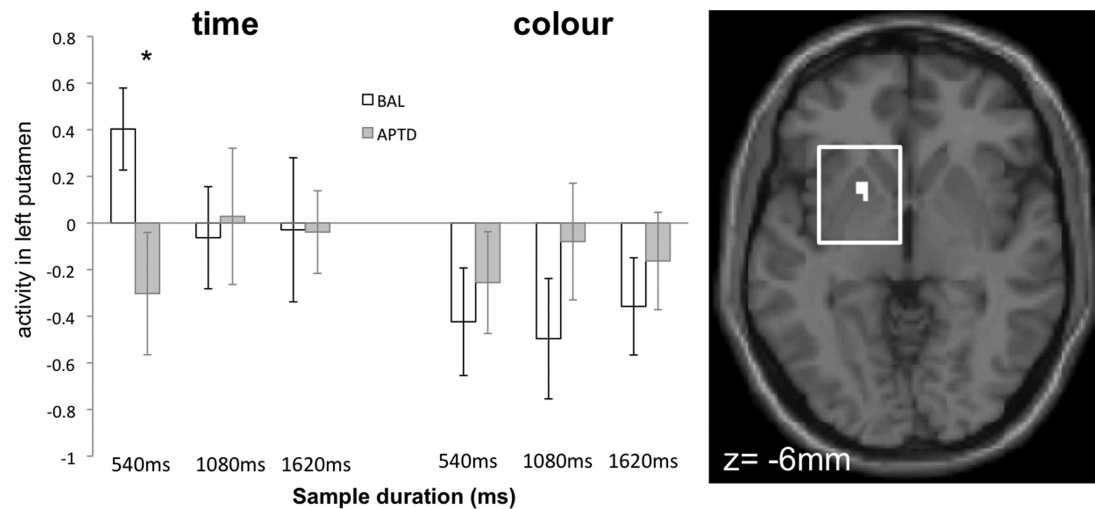 time
colour
0.8
0.6
0.4
0.2
0
-0.2
-0.4
-0.6
-0.8
-1
activity in left putamen
*
BAL
APTD
540ms 1080ms 1620ms
540ms 1080ms 1620ms
Sample duration (ms)
z= -6mm